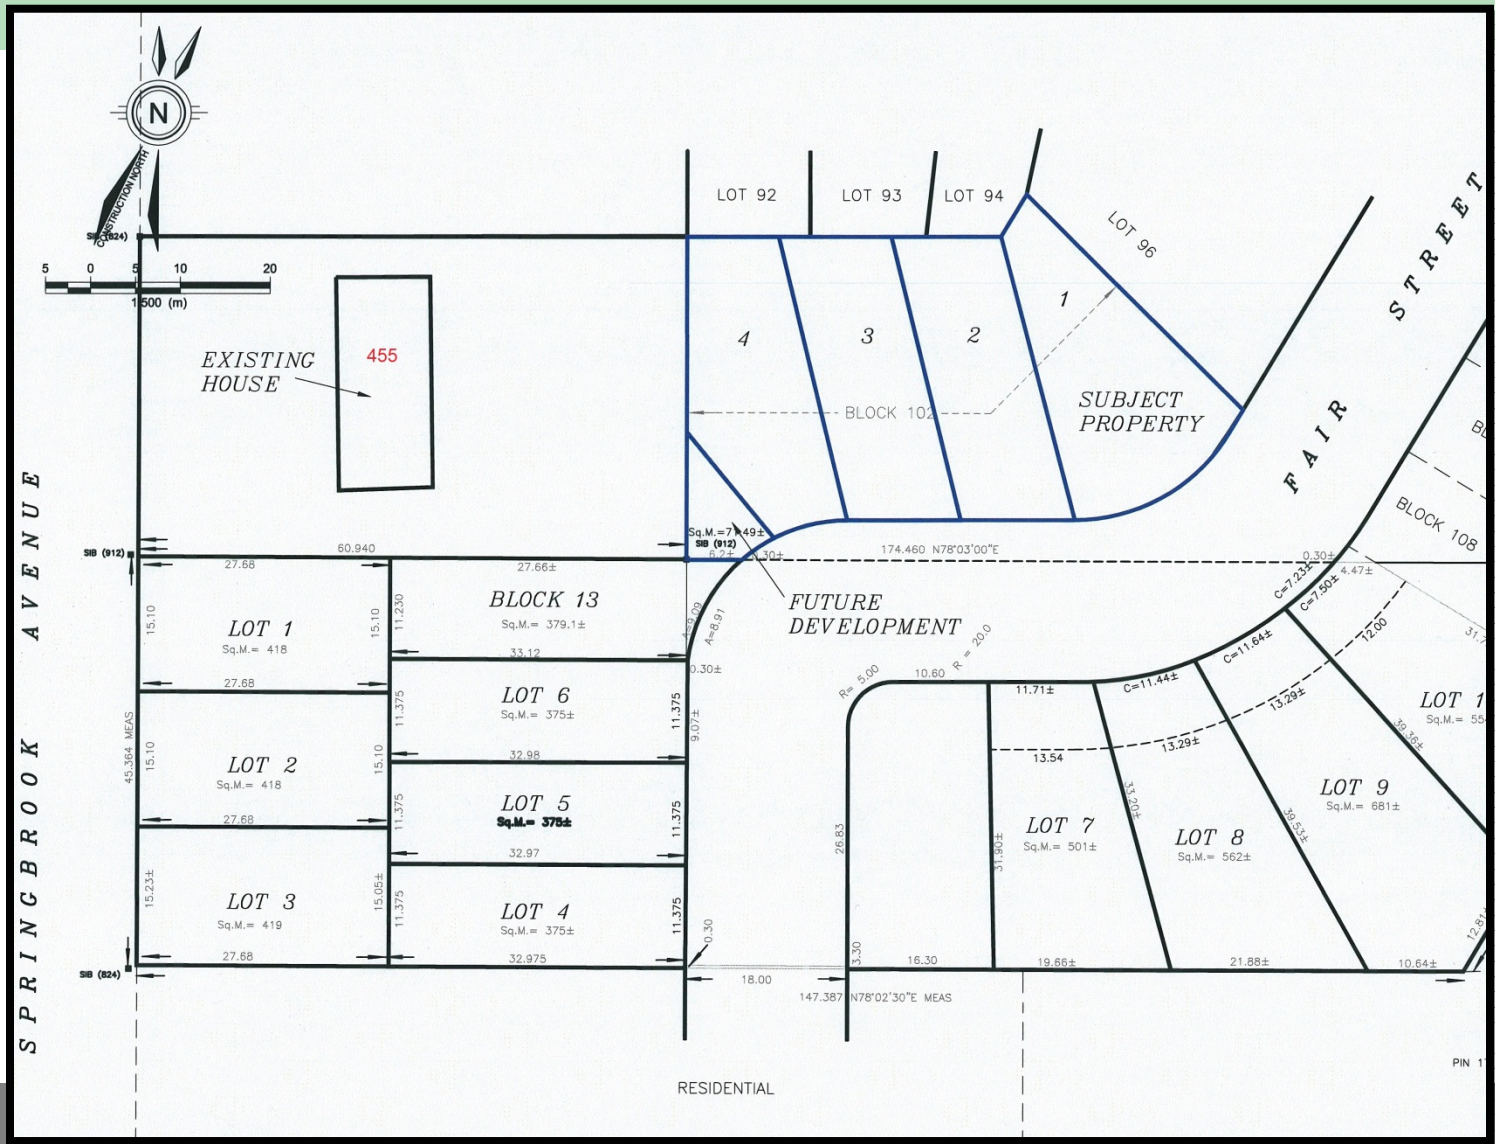 N
CONSTRUCTION NORTH
SIB (824)
5 0 5 10 20
1:500 (m)
LOT 92
LOT 93
LOT 94
LOT 96
STREET
FAIR
EXISTING
HOUSE
455
4
3
2
1
BLOCK 102
SUBJECT
PROPERTY
BLOCK 108
SIB (912)
60.940
SIB (912)
6.2±
174.460 N78°03'00"E
0.30±
4.47±
27.68
27.66±
C=7.23±
C=7.50±
12.00
31.7
FUTURE
DEVELOPMENT
15.10
LOT 1
Sq.M.= 418
15.10
11.230
BLOCK 13
Sq.M.= 379.1±
A=9.09
A=8.91
33.12
0.30±
27.68
27.68
C=11.64±
R= 5.00
10.60
R = 20.0
11.71±
C=11.44±
13.29±
11.375
LOT 6
Sq.M.= 375±
11.375
9.07±
32.98
13.54
13.29±
39.36±
LOT 1
Sq.M.= 55
45.364 MEAS
15.10
LOT 2
Sq.M.= 418
15.10
27.68
11.375
LOT 5
Sq.M.= 375±
11.375
32.97
26.83
31.90±
LOT 7
Sq.M.= 501±
33.20±
LOT 8
Sq.M.= 562±
39.53±
LOT 9
Sq.M.= 681±
15.23±
LOT 3
Sq.M.= 419
15.05±
27.68
11.375
LOT 4
Sq.M.= 375±
11.375
32.975
0.30
3.30
16.30
19.66±
21.88±
10.64±
12.81±
SIB (824)
18.00
147.387 N78°02'30"E MEAS
SPRINGBROOK AVENUE
RESIDENTIAL
PIN 1